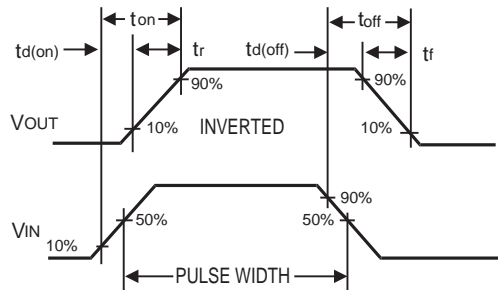 ton
toff
td(on)
tr
td(off)
tf
90%
90%
VOUT
10%
INVERTED
10%
90%
50%
50%
VIN
10%
PULSE WIDTH